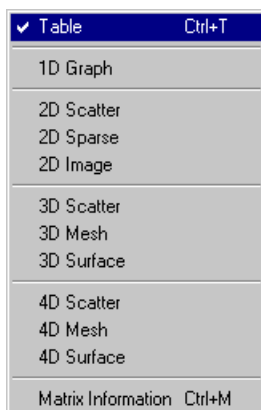 ✓ Table Ctrl+T
1D Graph
2D Scatter
2D Sparse
2D Image
3D Scatter
3D Mesh
3D Surface
4D Scatter
4D Mesh
4D Surface
Matrix Information Ctrl+M